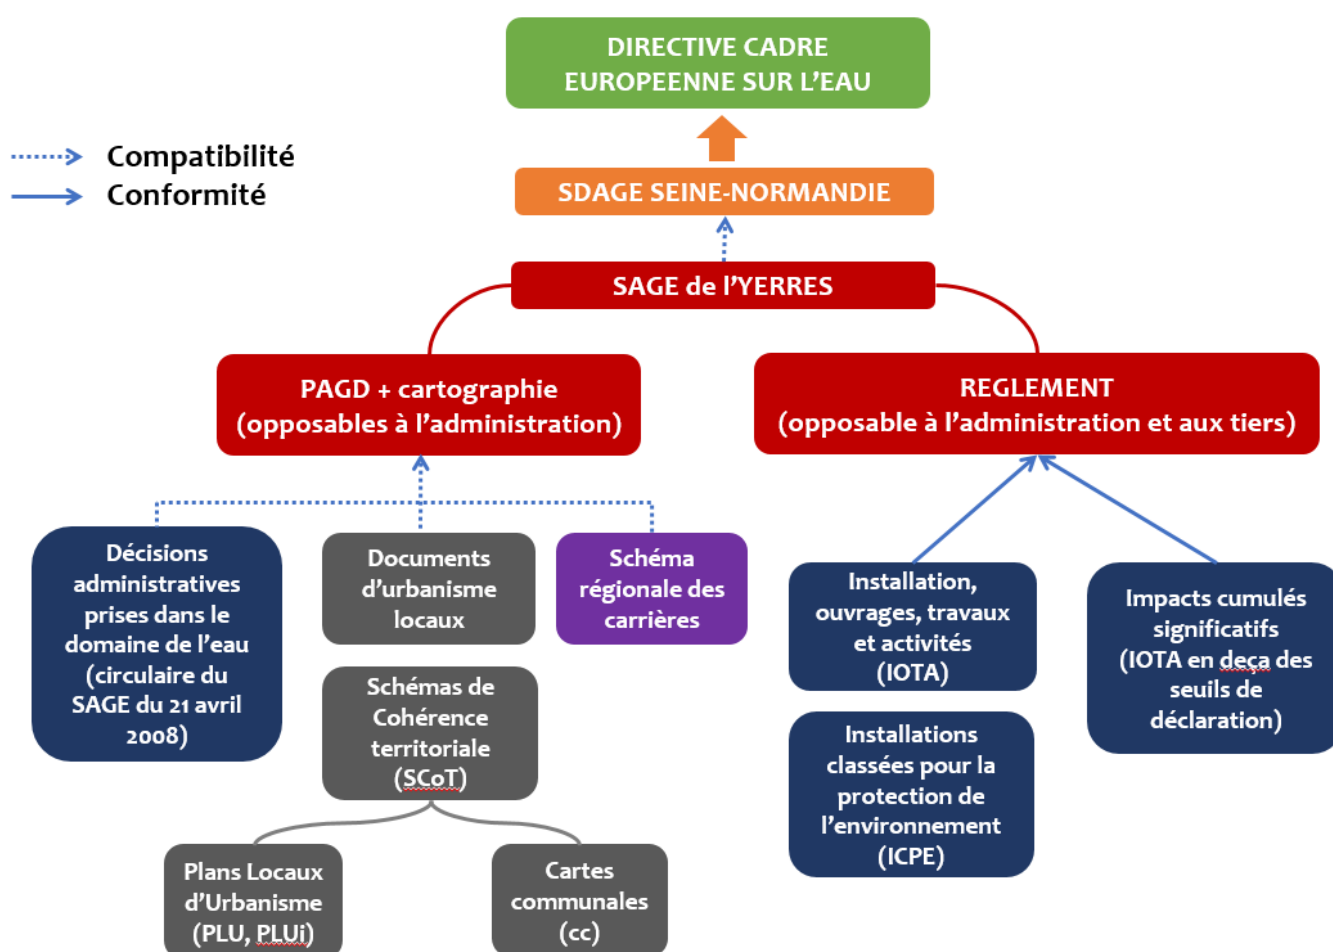 DIRECTIVE CADRE
EUROPEENNE SUR L’EAU
Compatibilité
Conformité
SDAGE SEINE-NORMANDIE
SAGE de l’YERRES
PAGD + cartographie
(opposables à l’administration)
REGLEMENT
(opposable à l’administration et aux tiers)
Décisions
administratives
prises dans le
domaine de l’eau
(circulaire du
SAGE du 21 avril
2008)
Documents
d’urbanisme
locaux
Schéma
régionale des
carrières
Schémas de
Cohérence
territoriale
(SCoT)
Plans Locaux
d’Urbanisme
(PLU, PLUi)
Cartes
communales
(cc)
Installation,
ouvrages, travaux
et activités
(IOTA)
Installations
classées pour la
protection de
l’environnement
(ICPE)
Impacts cumulés
significatifs
(IOTA en deça des
seuils de
déclaration)